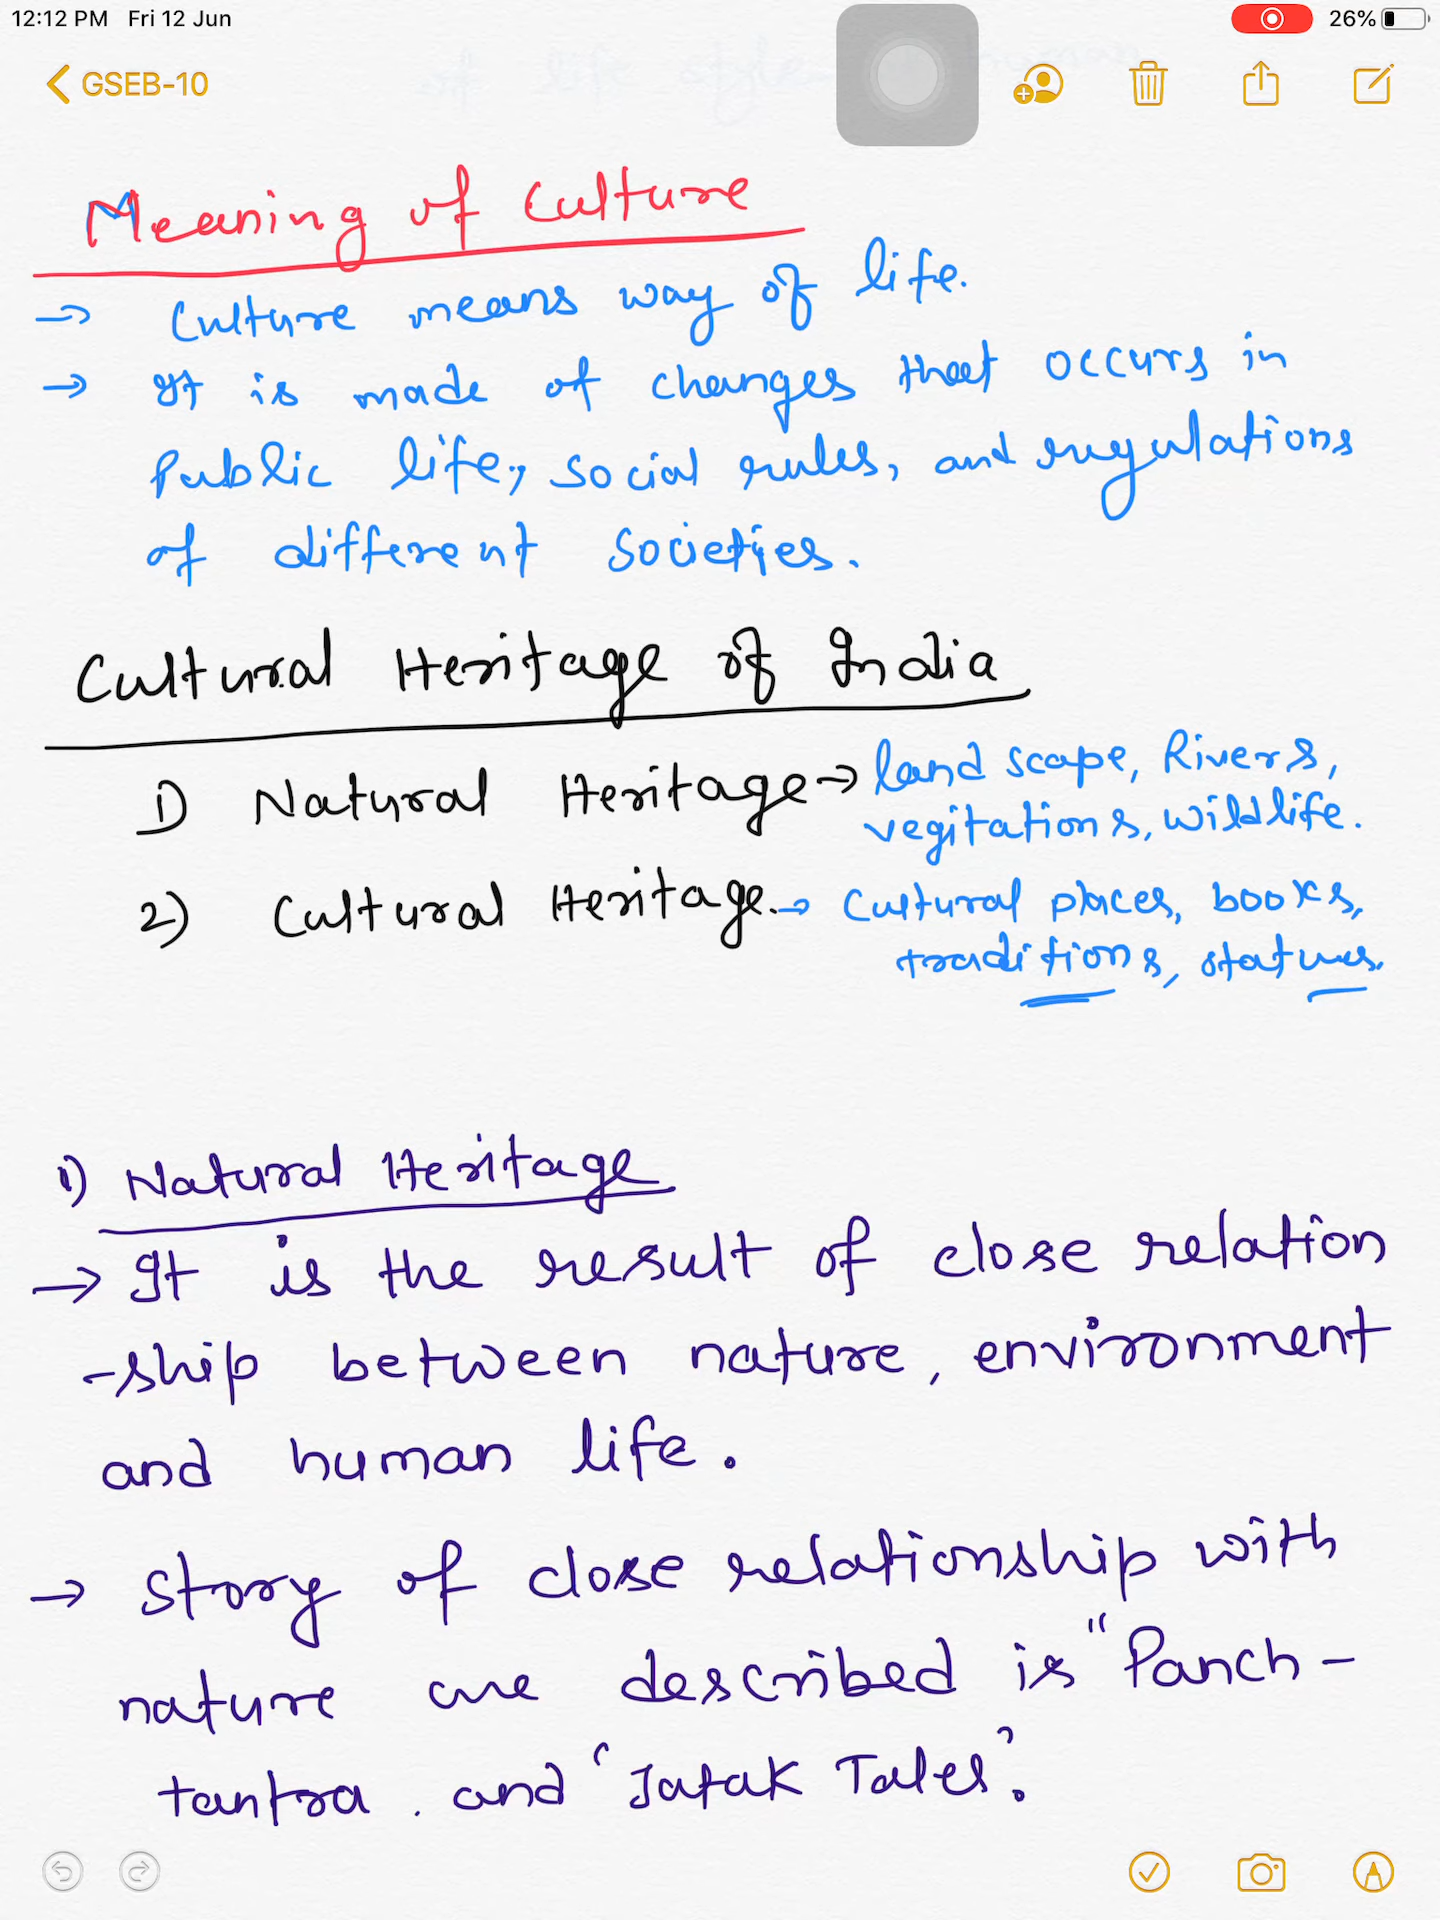 12:12 PM Fri 12 Jun 26%
GSEB-10
Meaning of Culture
→ Culture means way of life.
→ It is made of changes that occurs in
Public life, social rules, and regulations
of different societies.
Cultural Heritage of India
1) Natural Heritage → land scape, Rivers,
vegitations, wildlife.
2) Cultural Heritage. → Cultural places, books,
traditions, statues.
1) Natural Heritage
→ It is the result of close relation
-ship between nature, environment
and human life.
→ Story of close relationship with
nature are described is "Panch-
tantra. and 'Jatak Tales'.